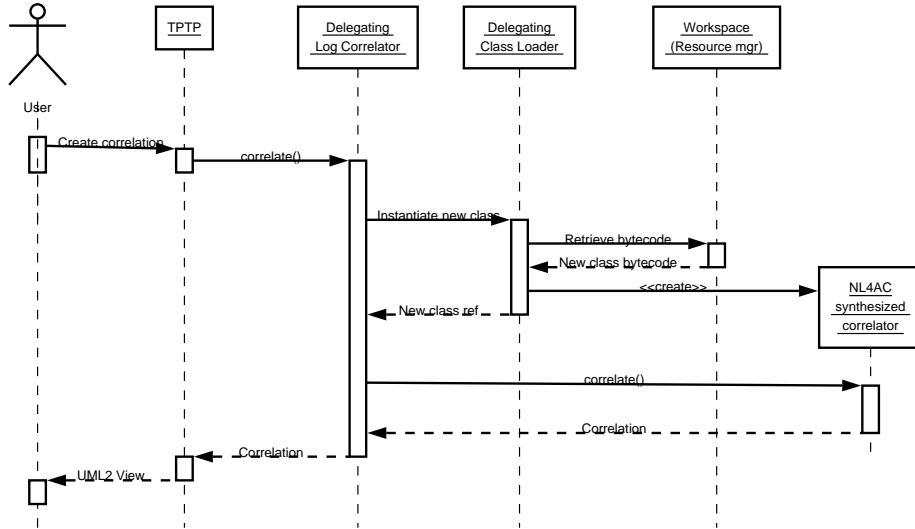 TPTP
Delegating
Log Correlator
Delegating
Class Loader
Workspace
(Resource mgr)
User
Create correlation
correlate()
Instantiate new class
Retrieve bytecode
New class bytecode
<<create>>
NL4AC
synthesized
correlator
New class ref
correlate()
Correlation
Correlation
UML2 View